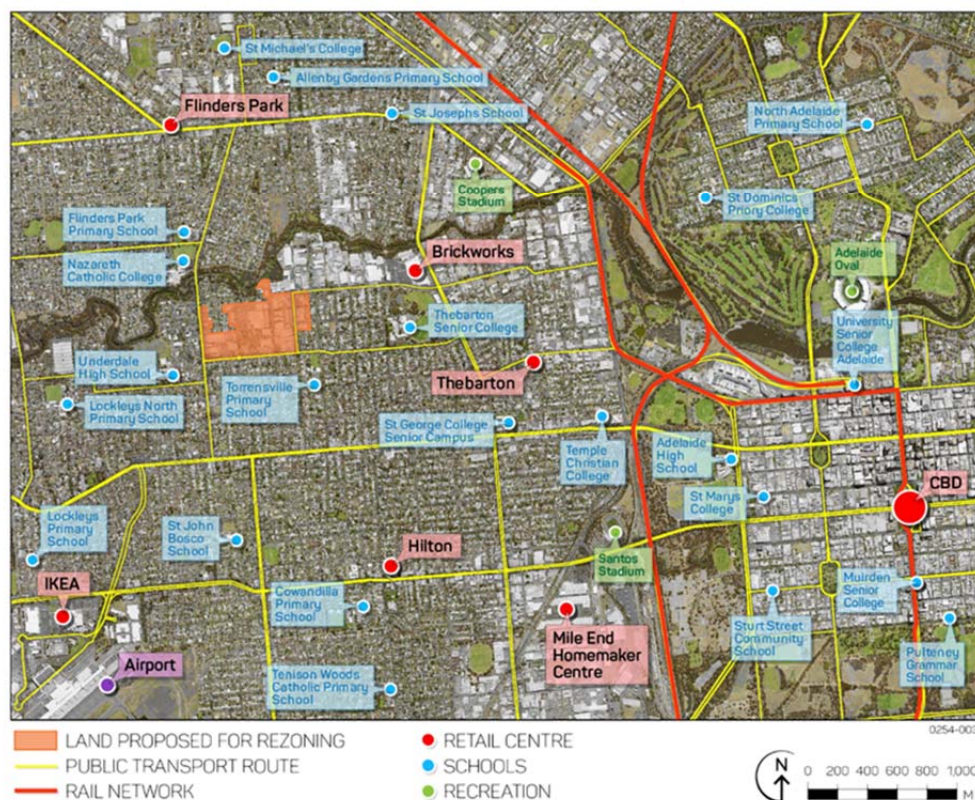 St Michael's College
Allenby Gardens Primary School
Flinders Park
St Josephs School
North Adelaide
Primary School
Coopers
Stadium
St Dominics
Priory College
Flinders Park
Primary School
Nazareth
Catholic College
Brickworks
Adelaide
Oval
Thebarton
Senior College
University
Senior
College
Adelaide
Underdale
High School
Thebarton
Torrensville
Primary
School
Lockleys North
Primary School
St George College
Senior Campus
Temple
Christian
College
Adelaide
High
School
St Marys
College
CBD
Lockleys
Primary
School
St John
Bosco
School
Hilton
Santos
Stadium
IKEA
Cowandilla
Primary
School
Muirden
Senior
College
Mile End
Homemaker
Centre
Sturt Street
Community
School
Pulteney
Grammar
School
Airport
Tenison Woods
Catholic Primary
School
0254-003
LAND PROPOSED FOR REZONING
PUBLIC TRANSPORT ROUTE
RAIL NETWORK
RETAIL CENTRE
SCHOOLS
RECREATION
N
0 200 400 600 800 1,000
M